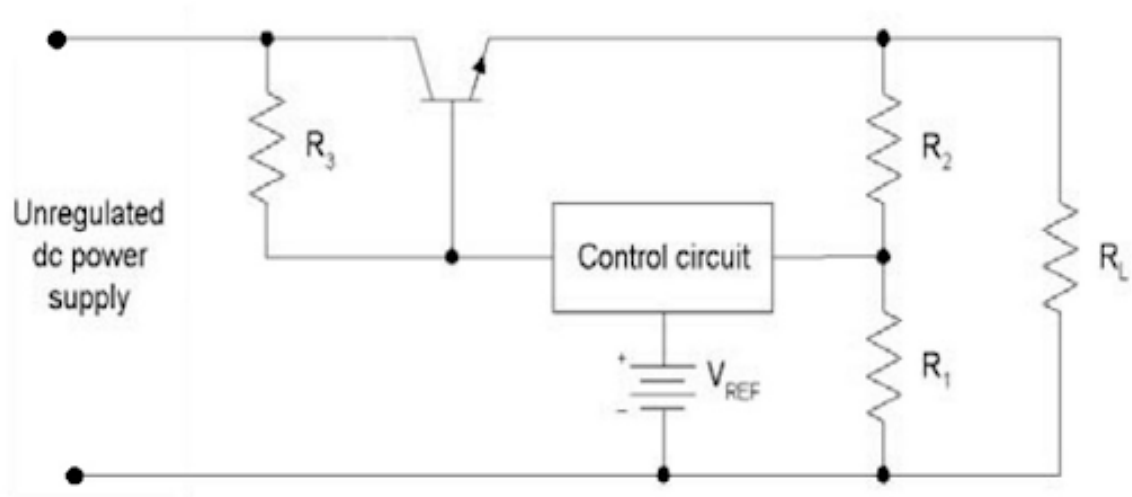 R3
R2
Unregulated
dc power
supply
Control circuit
RL
+
VREF
−
R1